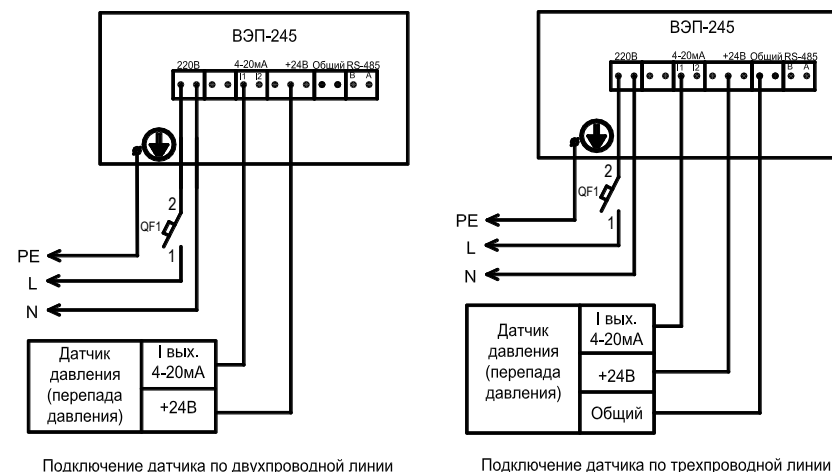 ВЭП-245
220В 4-20мА +24В Общий RS-485
I1 I2 В А
2
QF1
1
PE
L
N
Датчик
давления
(перепада
давления)
I вых.
4-20мА
+24В
Подключение датчика по двухпроводной линии
ВЭП-245
220В 4-20мА +24В Общий RS-485
I1 I2 В А
2
QF1
1
PE
L
N
Датчик
давления
(перепада
давления)
I вых.
4-20мА
+24В
Общий
Подключение датчика по трехпроводной линии